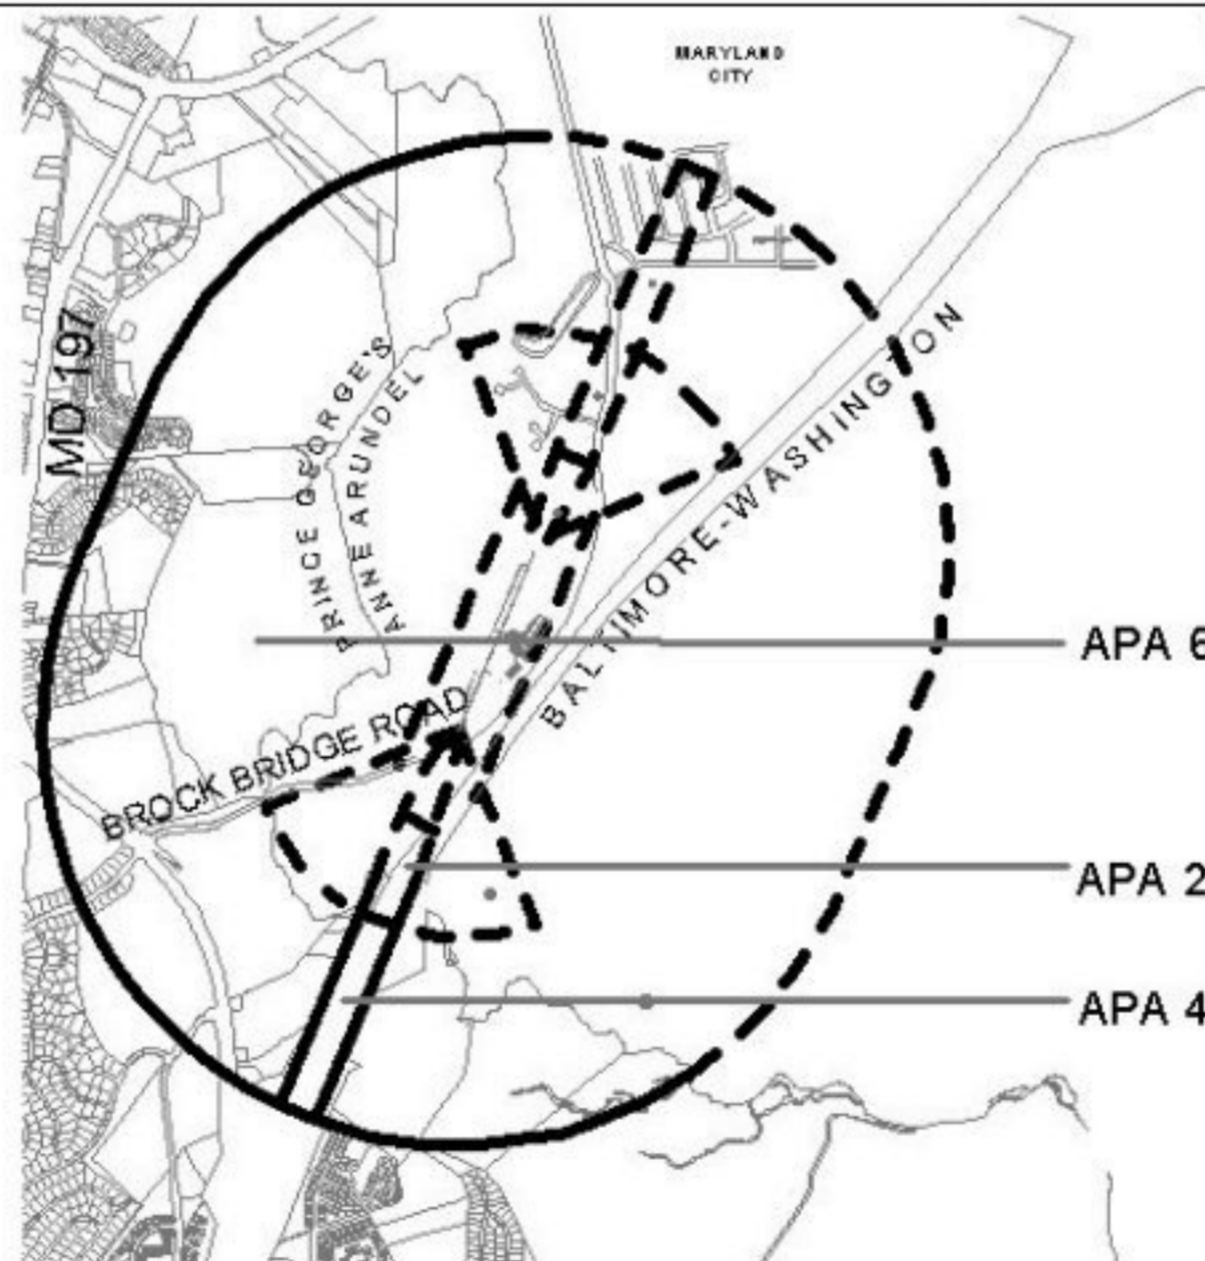 MARYLAND
CITY
MD 197
PRINCE GEORGE'S
ANNE ARUNDEL
BALTIMORE-WASHINGTON
APA 6
BROCK BRIDGE ROAD
APA 2
APA 4